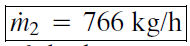 ṁ₂ = 766 kg/h